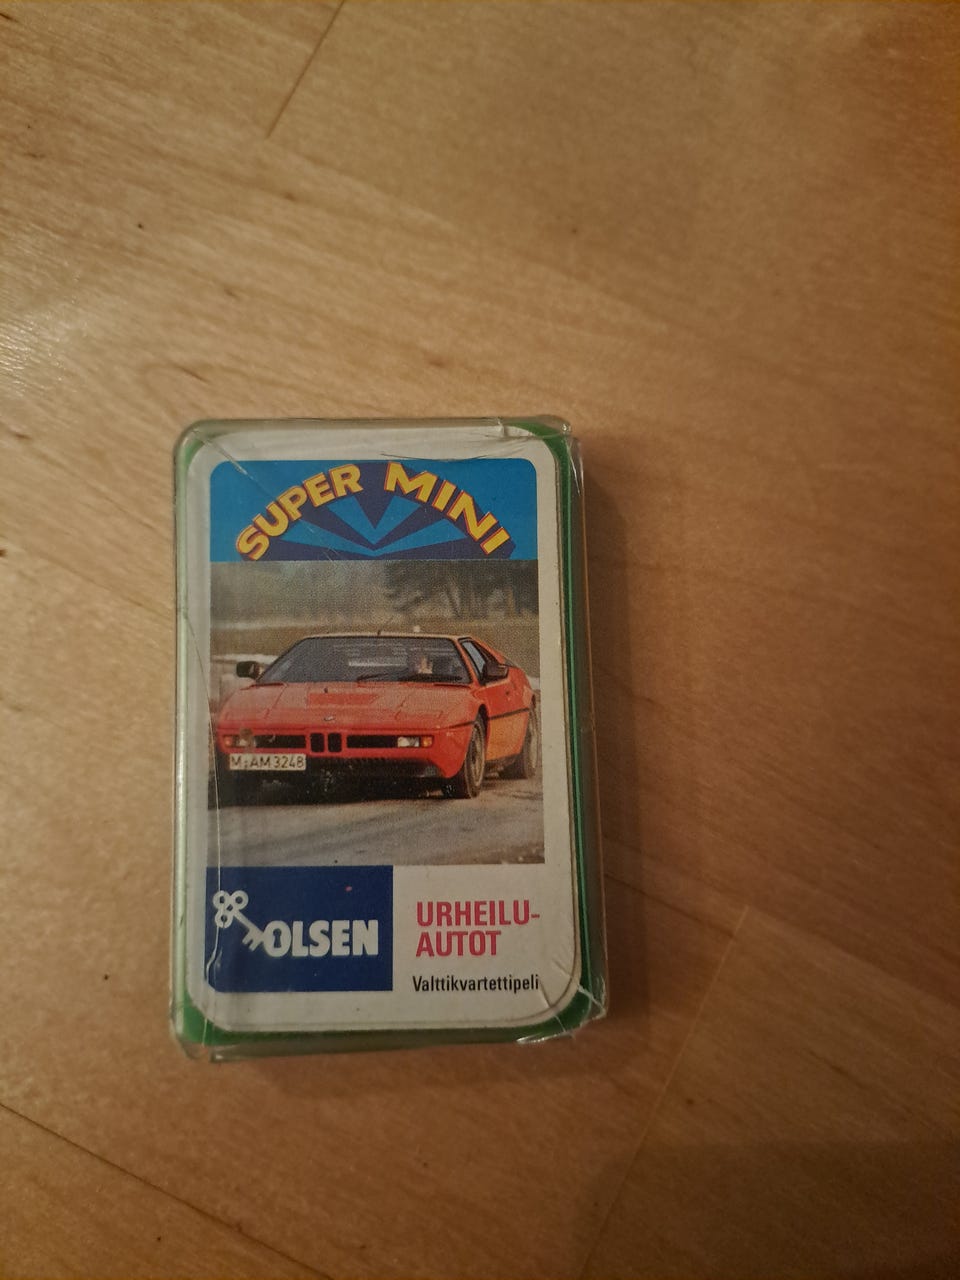 SUPER MINI
M-AM 3248
OLSEN
URHEILU-
AUTOT
Valttikvartettipeli